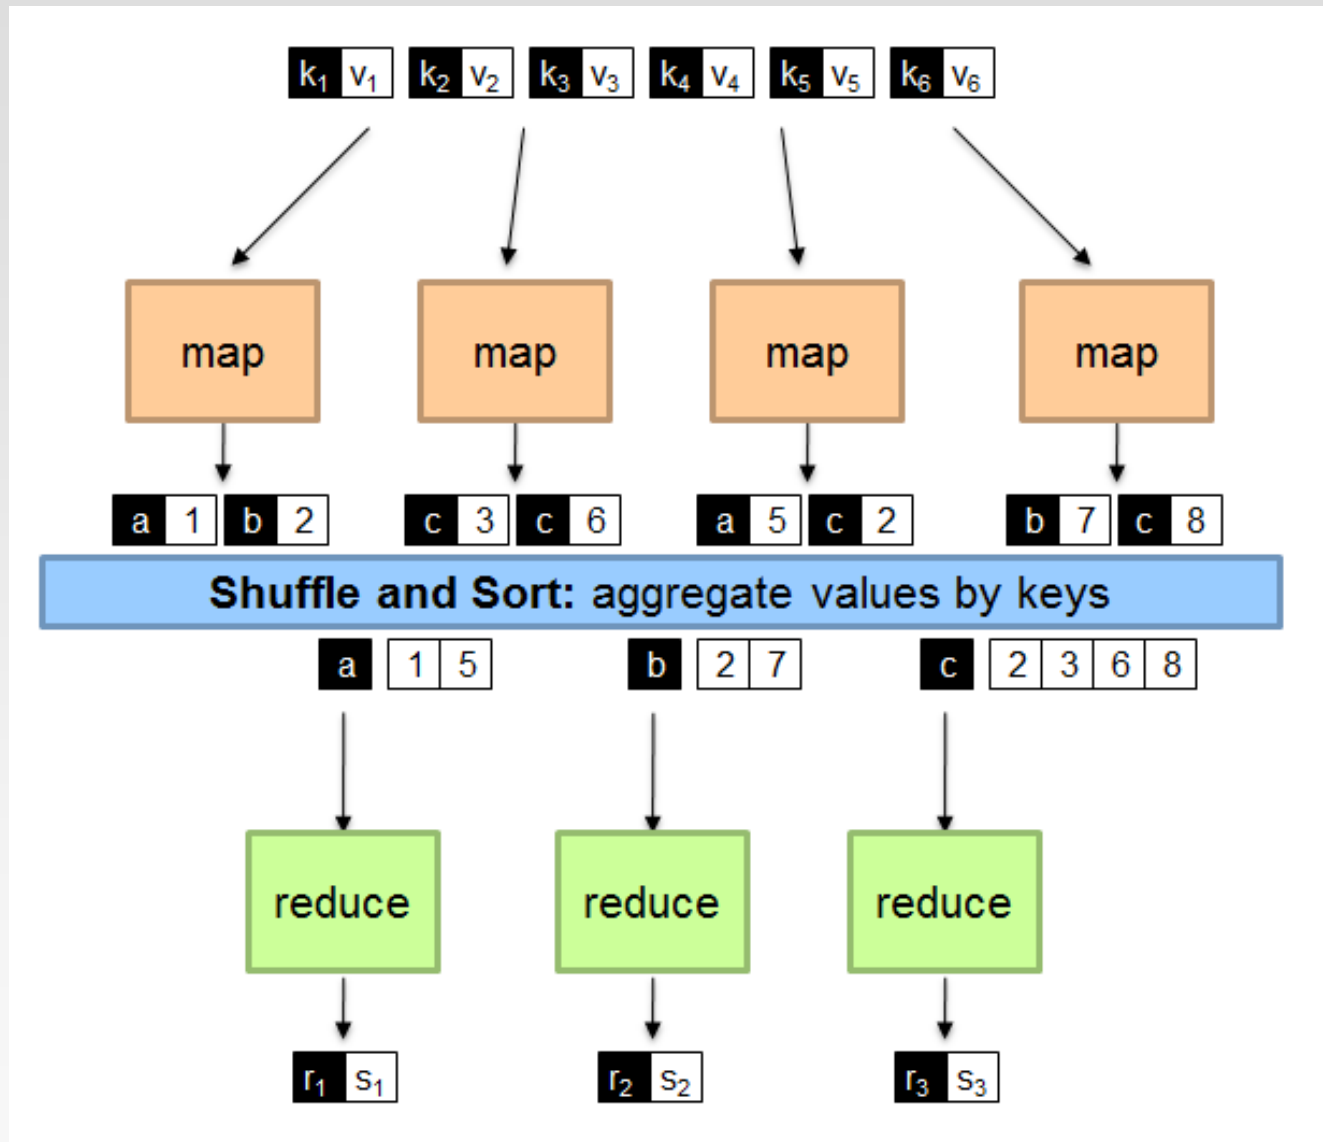 k1 v1 k2 v2 k3 v3 k4 v4 k5 v5 k6 v6
map map map map
a 1 b 2 c 3 c 6 a 5 c 2 b 7 c 8
Shuffle and Sort: aggregate values by keys
a 1 5 b 2 7 c 2 3 6 8
reduce reduce reduce
r1 s1 r2 s2 r3 s3